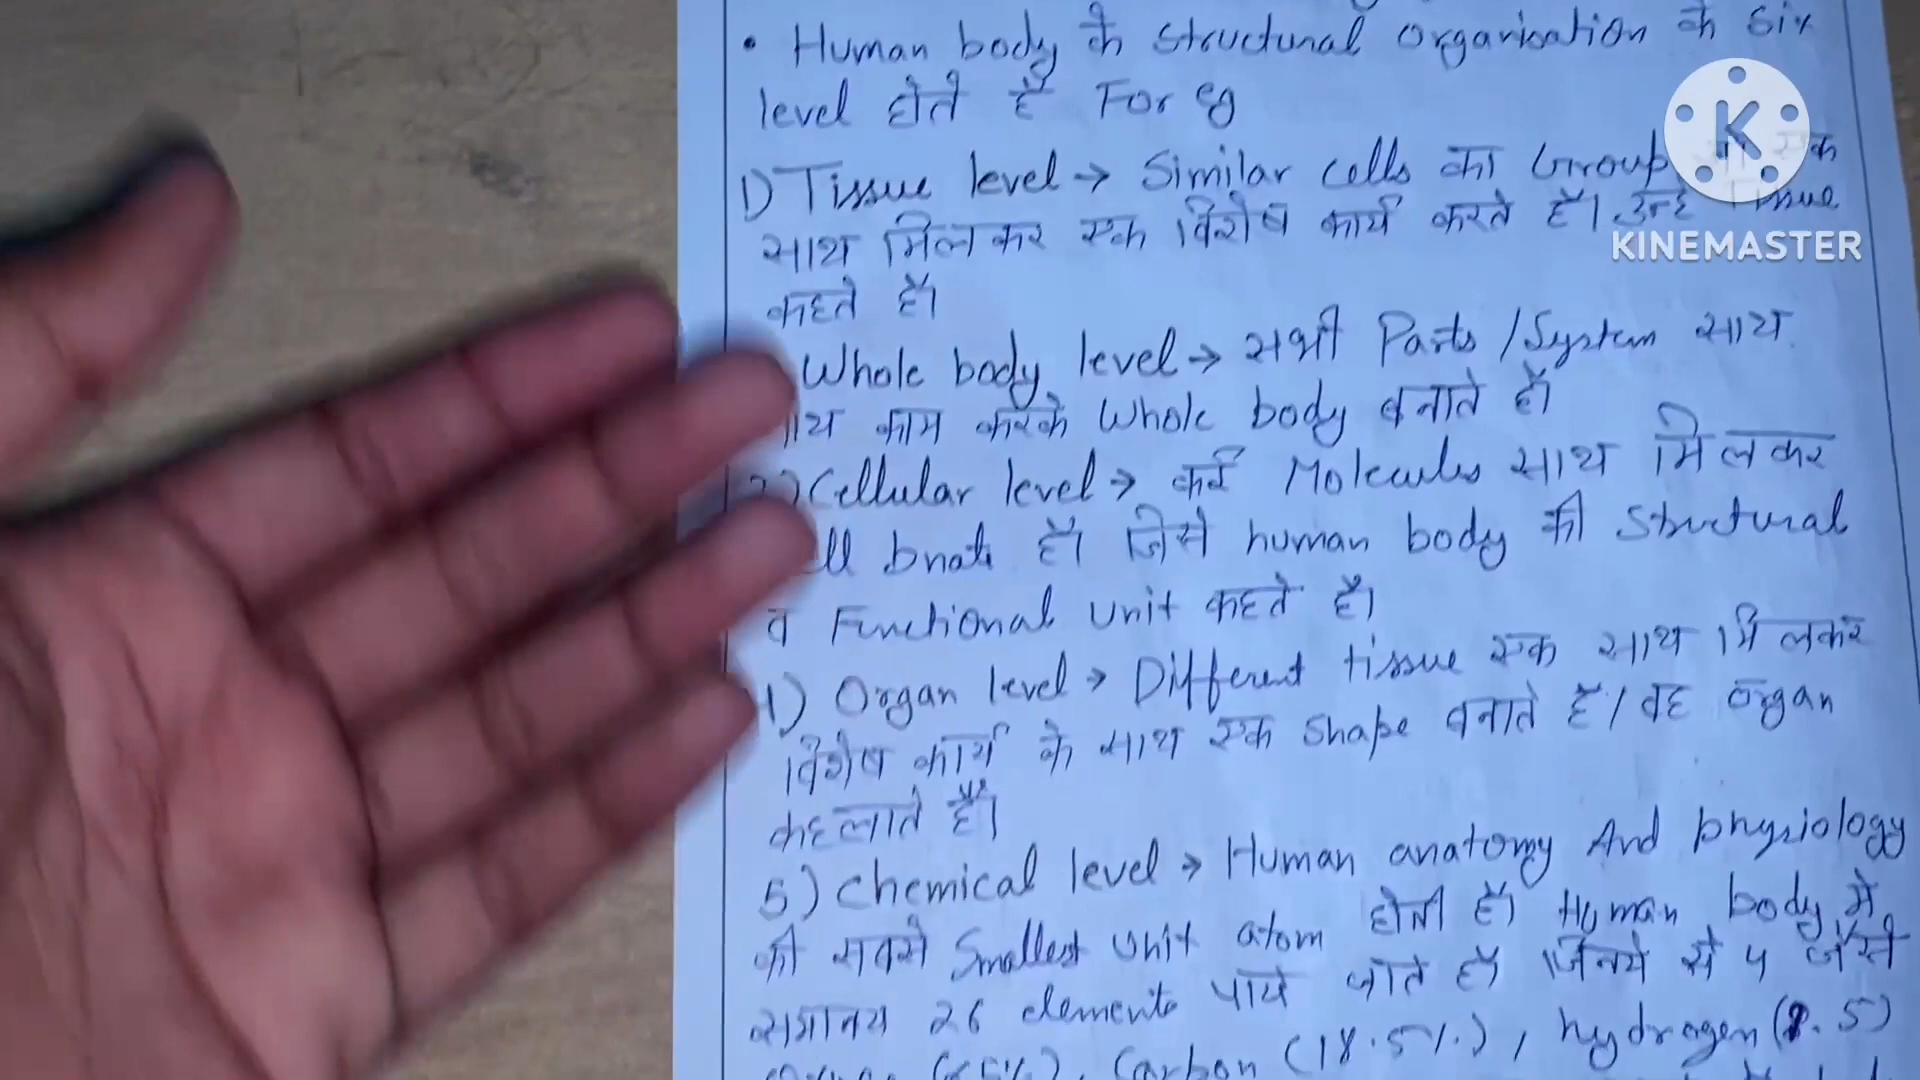 • Human body के structural organisation के six
level होते हैं For eg
1) Tissue level → Similar cells का Group एक
साथ मिलकर एक विशेष कार्य करते हैं। उन्हें Tissue
कहते हैं।
Whole body level → सभी Parts / System साथ
काम करके Whole body बनाते हैं।
Cellular level → कई Molecules साथ मिलकर
bnate हैं। जिसे human body की Structural
व Functional unit कहते हैं।
Organ level → Different tissue एक साथ मिलकर
विशेष कार्य के साथ एक shape बनाते हैं। वह organ
कहलाते हैं।
5) Chemical level → Human anatomy And physiology
की सबसे Smallest unit atom होती हैं। Human body में
26 elements पाये जाते हैं। से 4
Carbon (18.5%), hydrogen (9.5)
KINEMASTER